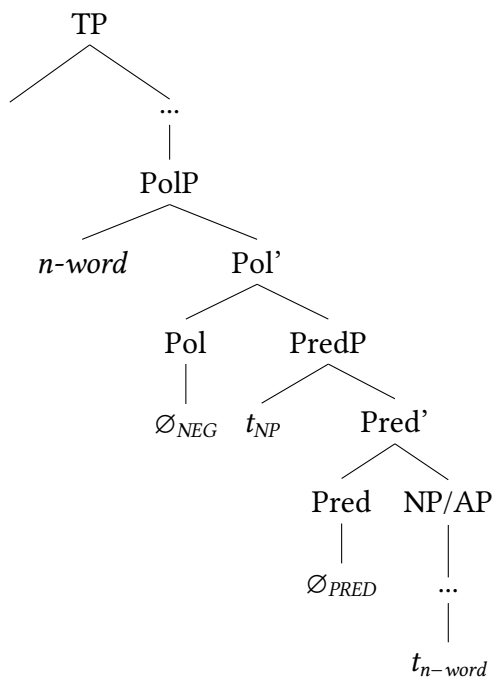 TP
...
PolP
n-word Pol'
Pol PredP
∅NEG tNP Pred'
Pred NP/AP
∅PRED ...
tn−word